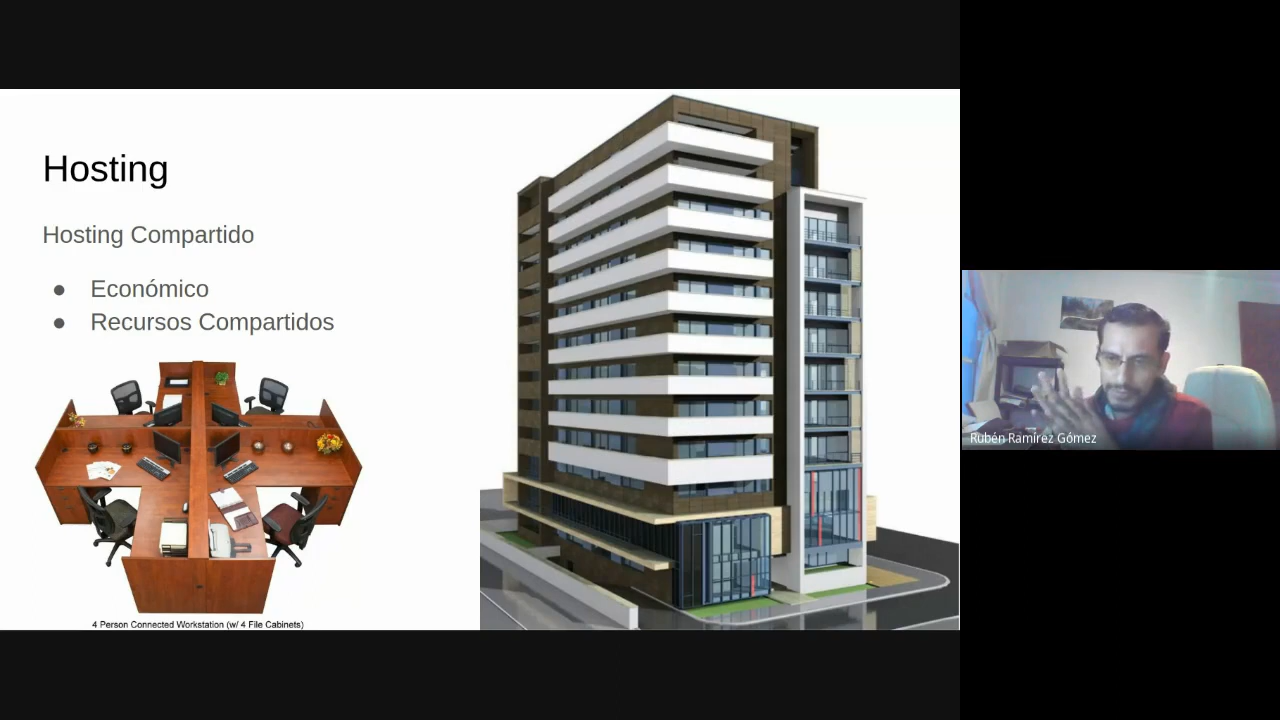 Hosting
Hosting Compartido
● Económico
● Recursos Compartidos
4 Person Connected Workstation (w/ 4 File Cabinets)
Rubén Ramírez Gómez